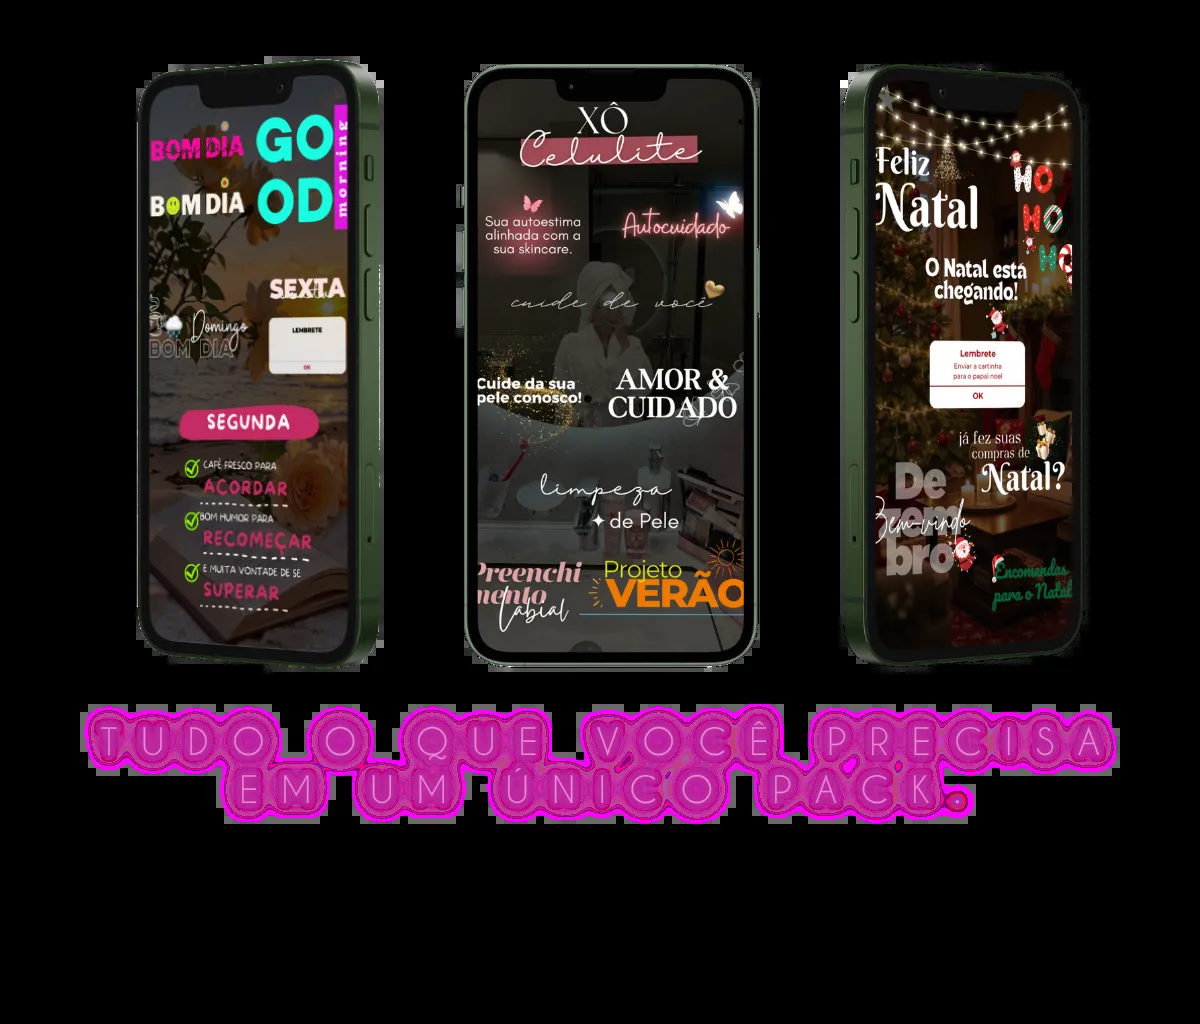 BOM DIA
GO
OD
morning
BOM DIA
SEXTA
LEMBRETE
OK
Domingo
BOM DIA
SEGUNDA
CAFÉ FRESCO PARA
ACORDAR
BOM HUMOR PARA
RECOMEÇAR
E MUITA VONTADE DE SE
SUPERAR
XÔ
Celulite
Sua autoestima
alinhada com a
sua skincare.
Autocuidado
cuide de você
Cuide da sua
pele conosco!
AMOR &
CUIDADO
limpeza
de Pele
Preenchi
mento
Labial
Projeto
VERÃO
Feliz
Natal
HO
HO
HO
O Natal está
chegando!
Lembrete
Enviar a cartinha
para o papai noel
OK
já fez suas
compras de
Natal?
De
zem
bro
Bem-vindo
Encomendas
para o Natal
TUDO O QUE VOCÊ PRECISA
EM UM ÚNICO PACK.